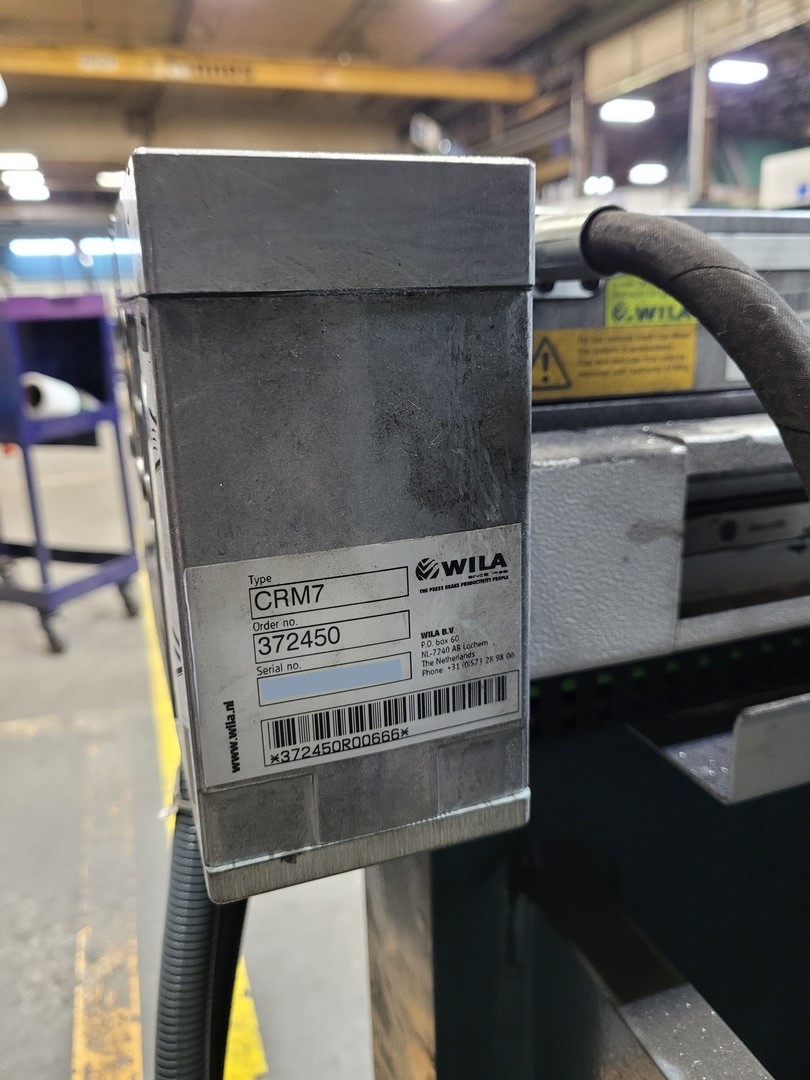 WILA
Type
CRM7
WILA
THE PRESS BRAKE PRODUCTIVITY PEOPLE
Order no.
372450
Serial no.
WILA B.V.
P.O. box 60
NL-7240 AB Lochem
The Netherlands
Phone +31 (0)573 28 98 00
*372450R00666*
www.wila.nl